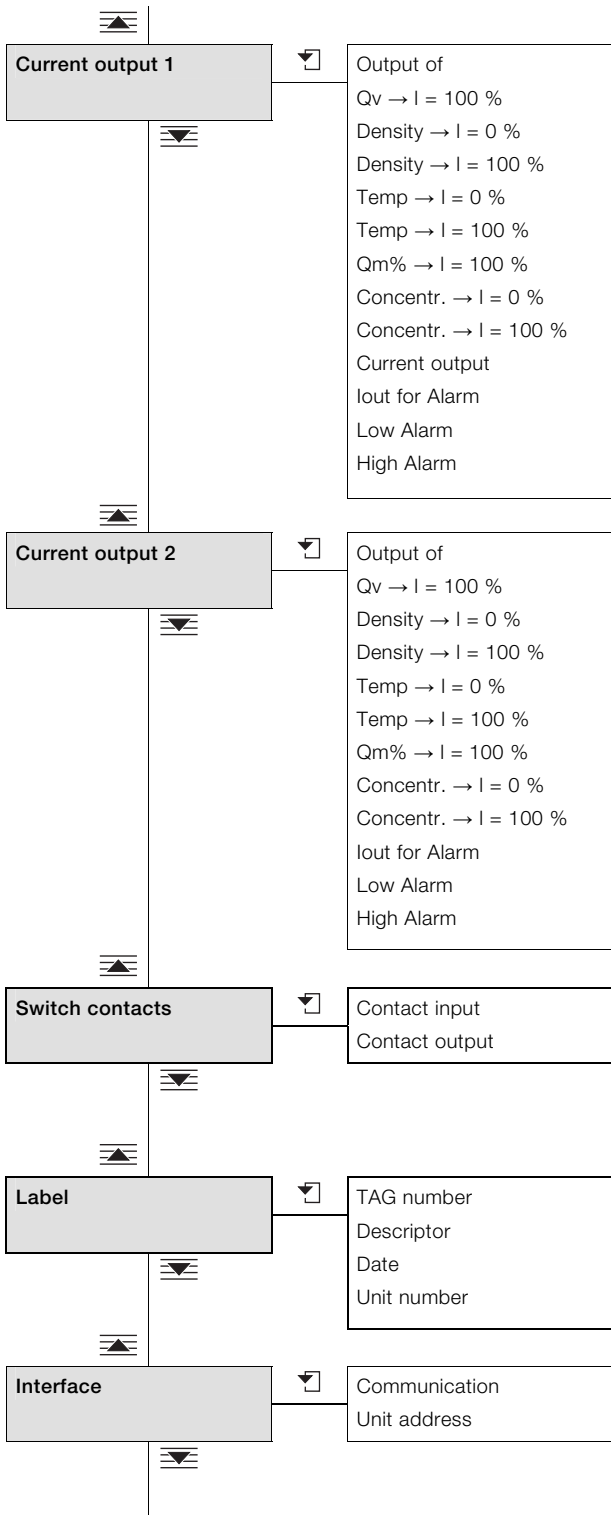 Current output 1
Output of
Qv → I = 100 %
Density → I = 0 %
Density → I = 100 %
Temp → I = 0 %
Temp → I = 100 %
Qm% → I = 100 %
Concentr. → I = 0 %
Concentr. → I = 100 %
Current output
Iout for Alarm
Low Alarm
High Alarm
Current output 2
Output of
Qv → I = 100 %
Density → I = 0 %
Density → I = 100 %
Temp → I = 0 %
Temp → I = 100 %
Qm% → I = 100 %
Concentr. → I = 0 %
Concentr. → I = 100 %
Iout for Alarm
Low Alarm
High Alarm
Switch contacts
Contact input
Contact output
Label
TAG number
Descriptor
Date
Unit number
Interface
Communication
Unit address